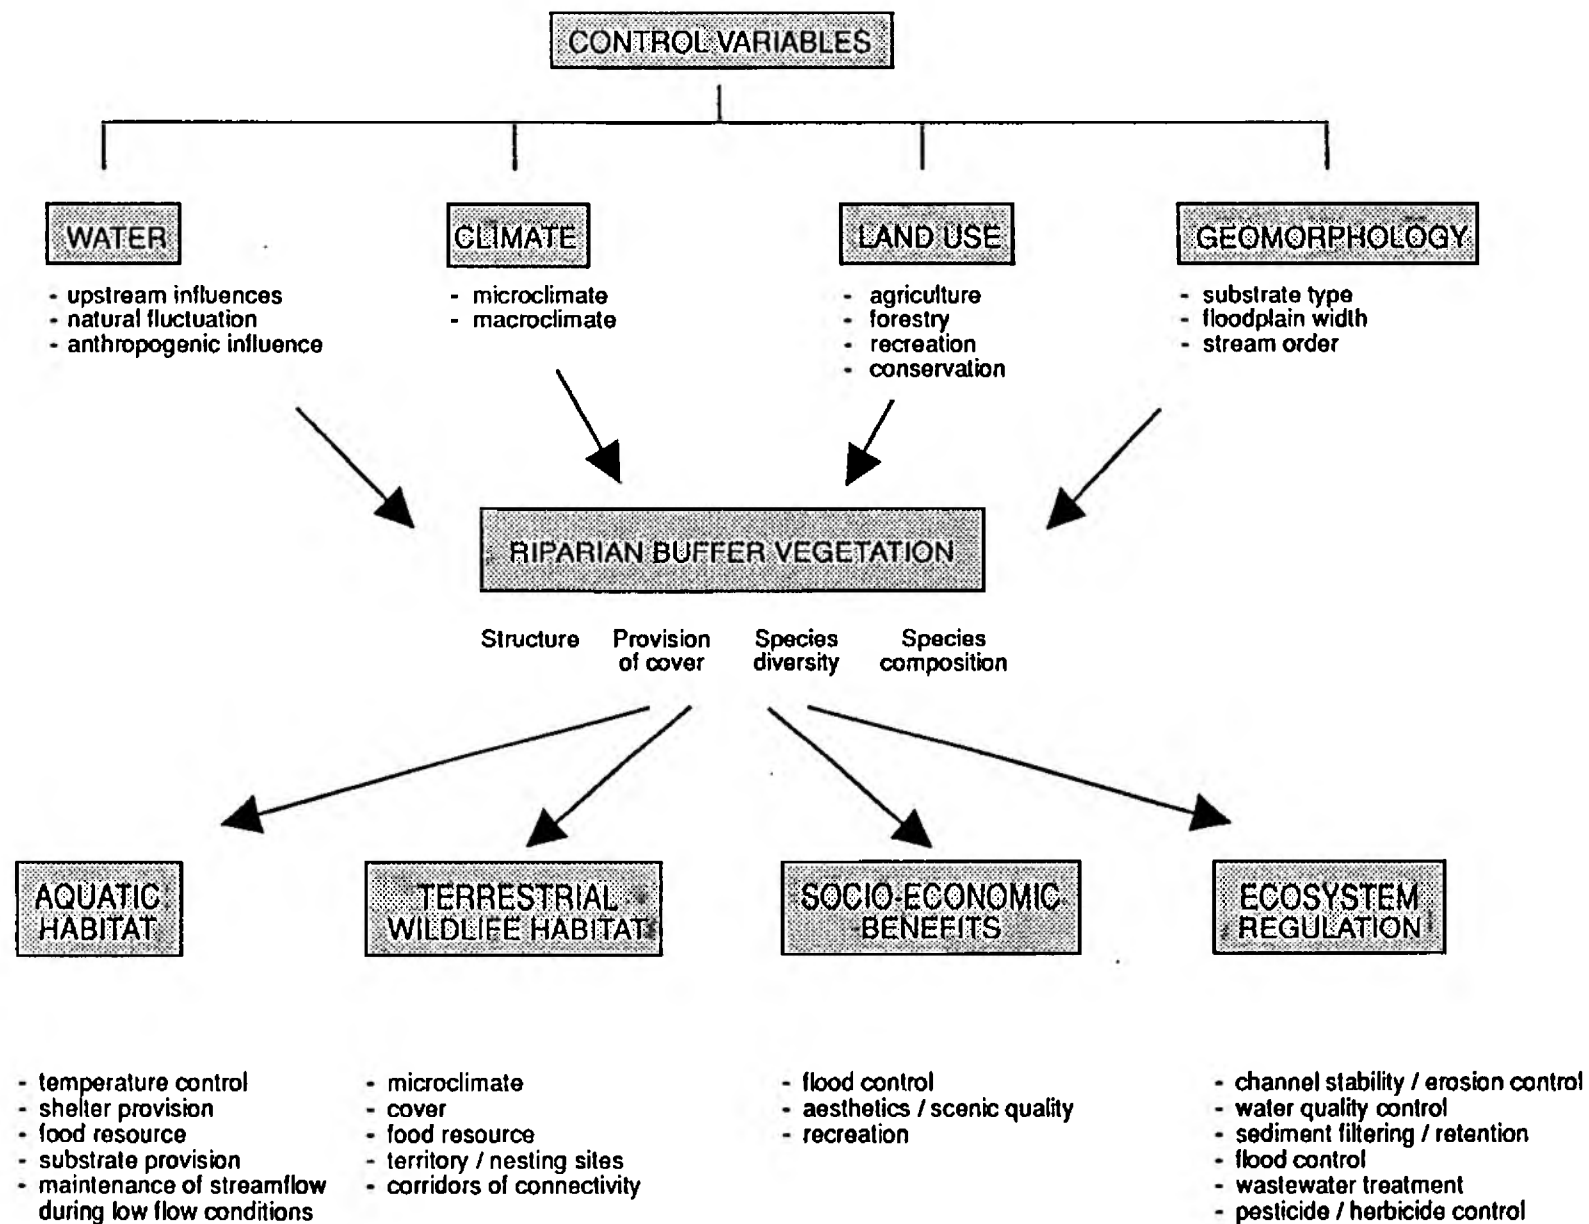 CONTROL VARIABLES
WATER
- upstream influences
- natural fluctuation
- anthropogenic influence
CLIMATE
- microclimate
- macroclimate
LAND USE
- agriculture
- forestry
- recreation
- conservation
GEOMORPHOLOGY
- substrate type
- floodplain width
- stream order
RIPARIAN BUFFER VEGETATION
Structure
Provision
of cover
Species
diversity
Species
composition
AQUATIC
HABITAT
- temperature control
- shelter provision
- food resource
- substrate provision
- maintenance of streamflow
during low flow conditions
TERRESTRIAL
WILDLIFE HABITAT
- microclimate
- cover
- food resource
- territory / nesting sites
- corridors of connectivity
SOCIO-ECONOMIC
BENEFITS
- flood control
- aesthetics / scenic quality
- recreation
ECOSYSTEM
REGULATION
- channel stability / erosion control
- water quality control
- sediment filtering / retention
- flood control
- wastewater treatment
- pesticide / herbicide control